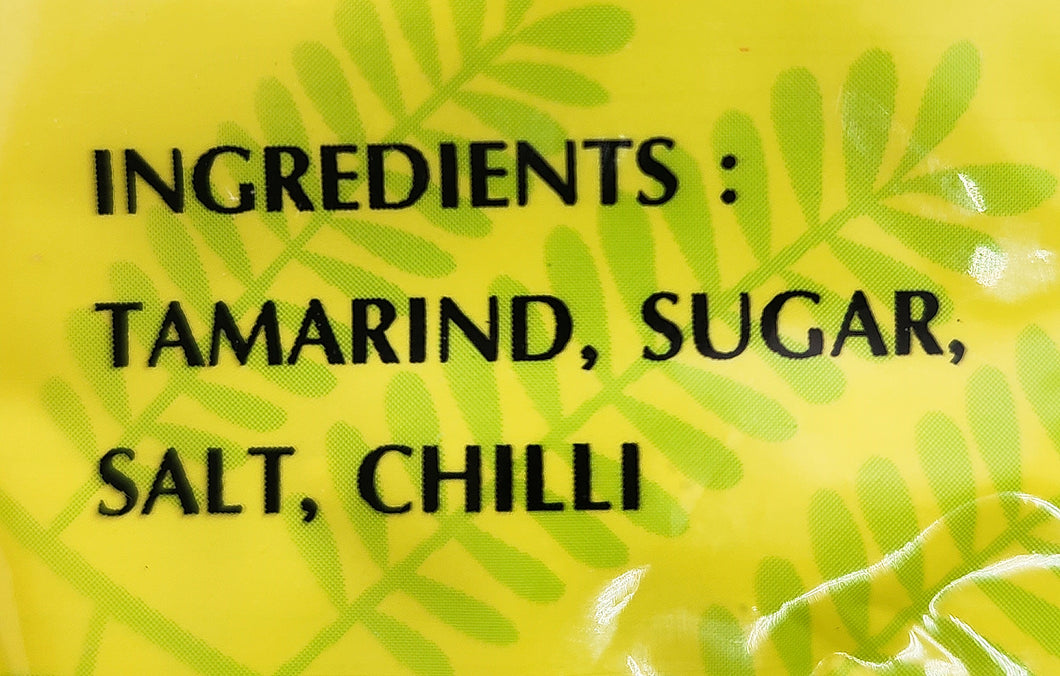 INGREDIENTS :
TAMARIND, SUGAR,
SALT, CHILLI